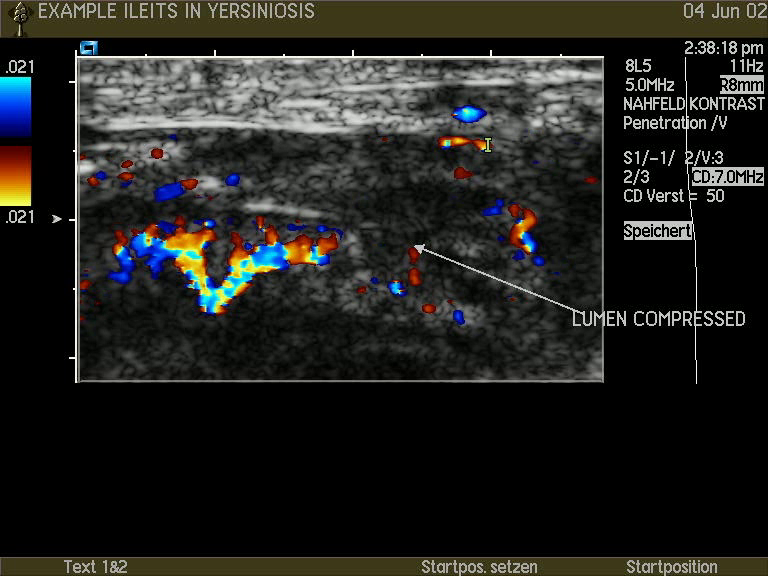 EXAMPLE ILEITS IN YERSINIOSIS
04 Jun 02
2:38:18 pm
.021
8L5 11Hz
5.0MHz R8mm
NAHFELD KONTRAST
Penetration /V
S1/-1/ 2/V:3
2/3 CD:7.0MHz
CD Verst = 50
.021
Speichert
LUMEN COMPRESSED
Text 1&2
Startpos. setzen
Startposition